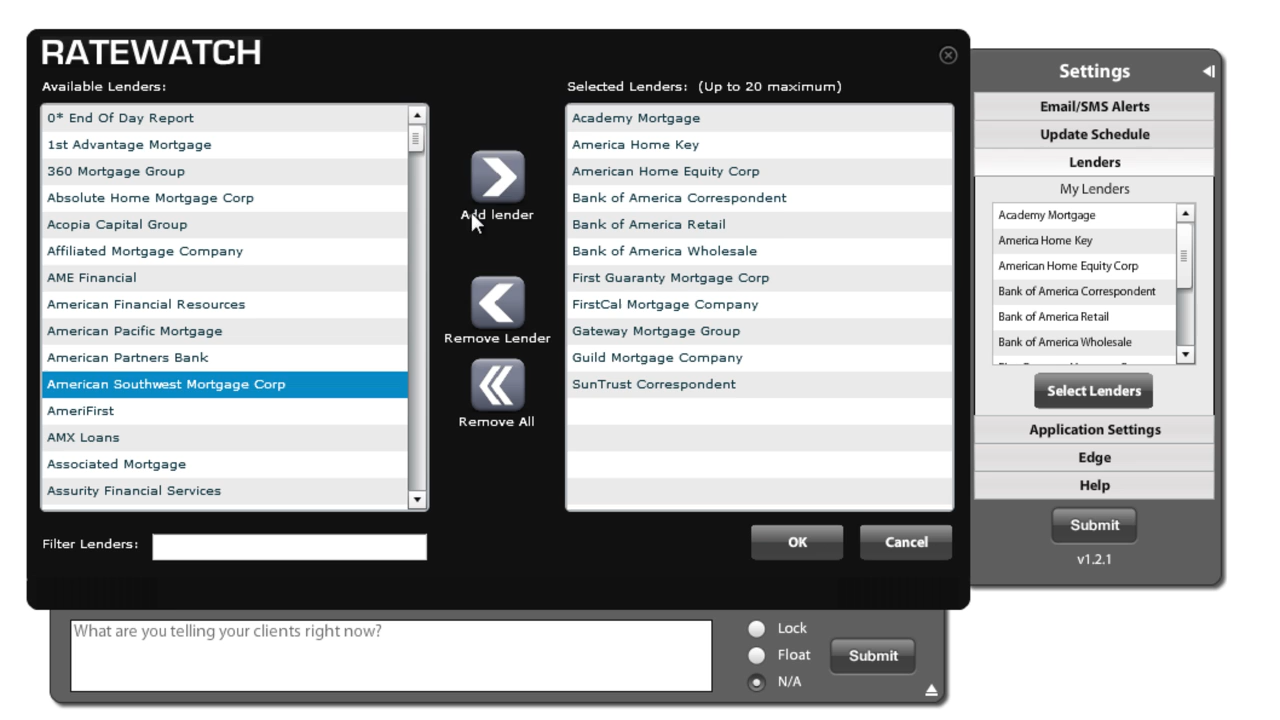 RATEWATCH
Available Lenders:
0* End Of Day Report
1st Advantage Mortgage
360 Mortgage Group
Absolute Home Mortgage Corp
Acopia Capital Group
Affiliated Mortgage Company
AME Financial
American Financial Resources
American Pacific Mortgage
American Partners Bank
American Southwest Mortgage Corp
AmeriFirst
AMX Loans
Associated Mortgage
Assurity Financial Services
Filter Lenders:
Add lender
Remove Lender
Remove All
Selected Lenders: (Up to 20 maximum)
Academy Mortgage
America Home Key
American Home Equity Corp
Bank of America Correspondent
Bank of America Retail
Bank of America Wholesale
First Guaranty Mortgage Corp
FirstCal Mortgage Company
Gateway Mortgage Group
Guild Mortgage Company
SunTrust Correspondent
OK
Cancel
Settings
Email/SMS Alerts
Update Schedule
Lenders
My Lenders
Academy Mortgage
America Home Key
American Home Equity Corp
Bank of America Correspondent
Bank of America Retail
Bank of America Wholesale
Select Lenders
Application Settings
Edge
Help
Submit
v1.2.1
What are you telling your clients right now?
Lock
Float
N/A
Submit